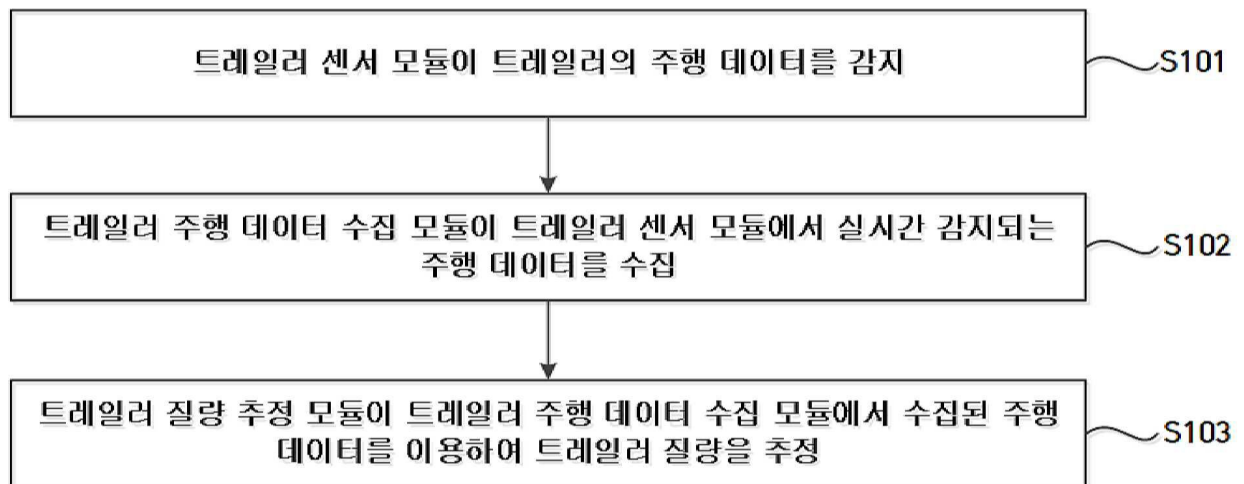 트레일러 센서 모듈이 트레일러의 주행 데이터를 감지
S101
트레일러 주행 데이터 수집 모듈이 트레일러 센서 모듈에서 실시간 감지되는
주행 데이터를 수집
S102
트레일러 질량 추정 모듈이 트레일러 주행 데이터 수집 모듈에서 수집된 주행
데이터를 이용하여 트레일러 질량을 추정
S103